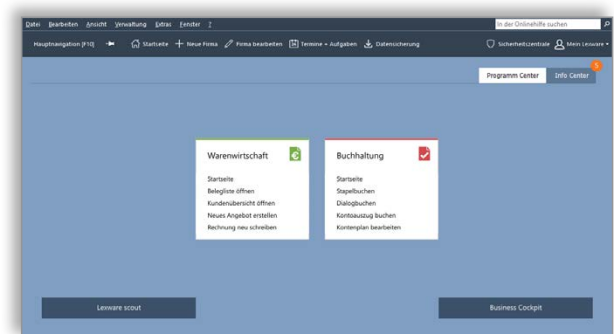 Datei Bearbeiten Ansicht Verwaltung Extras Fenster ?
In der Onlinehilfe suchen
Hauptnavigation [F10] Startseite Neue Firma Firma bearbeiten Termine + Aufgaben Datensicherung Sicherheitszentrale Mein Lexware
5
Programm Center Info Center
Warenwirtschaft
Startseite
Belegliste öffnen
Kundenübersicht öffnen
Neues Angebot erstellen
Rechnung neu schreiben
Buchhaltung
Startseite
Stapelbuchen
Dialogbuchen
Kontoauszug buchen
Kontenplan bearbeiten
Lexware scout
Business Cockpit